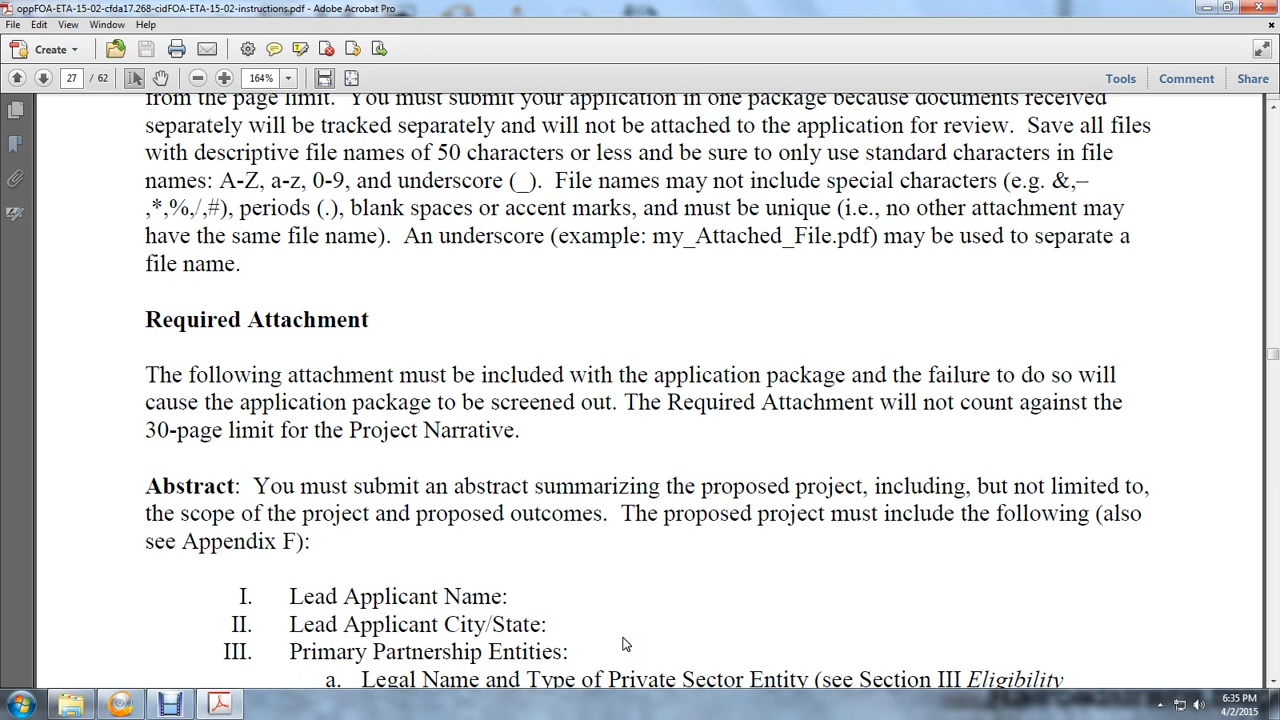 oppFOA-ETA-15-02-cfda17.268-cidFOA-ETA-15-02-instructions.pdf - Adobe Acrobat Pro
File Edit View Window Help
Create
27 / 62 164% Tools Comment Share
from the page limit. You must submit your application in one package because documents received
separately will be tracked separately and will not be attached to the application for review. Save all files
with descriptive file names of 50 characters or less and be sure to only use standard characters in file
names: A-Z, a-z, 0-9, and underscore (_). File names may not include special characters (e.g. &,–
,*,%,/,#), periods (.), blank spaces or accent marks, and must be unique (i.e., no other attachment may
have the same file name). An underscore (example: my_Attached_File.pdf) may be used to separate a
file name.
Required Attachment
The following attachment must be included with the application package and the failure to do so will
cause the application package to be screened out. The Required Attachment will not count against the
30-page limit for the Project Narrative.
Abstract: You must submit an abstract summarizing the proposed project, including, but not limited to,
the scope of the project and proposed outcomes. The proposed project must include the following (also
see Appendix F):
I. Lead Applicant Name:
II. Lead Applicant City/State:
III. Primary Partnership Entities:
a. Legal Name and Type of Private Sector Entity (see Section III Eligibility
6:35 PM
4/2/2015